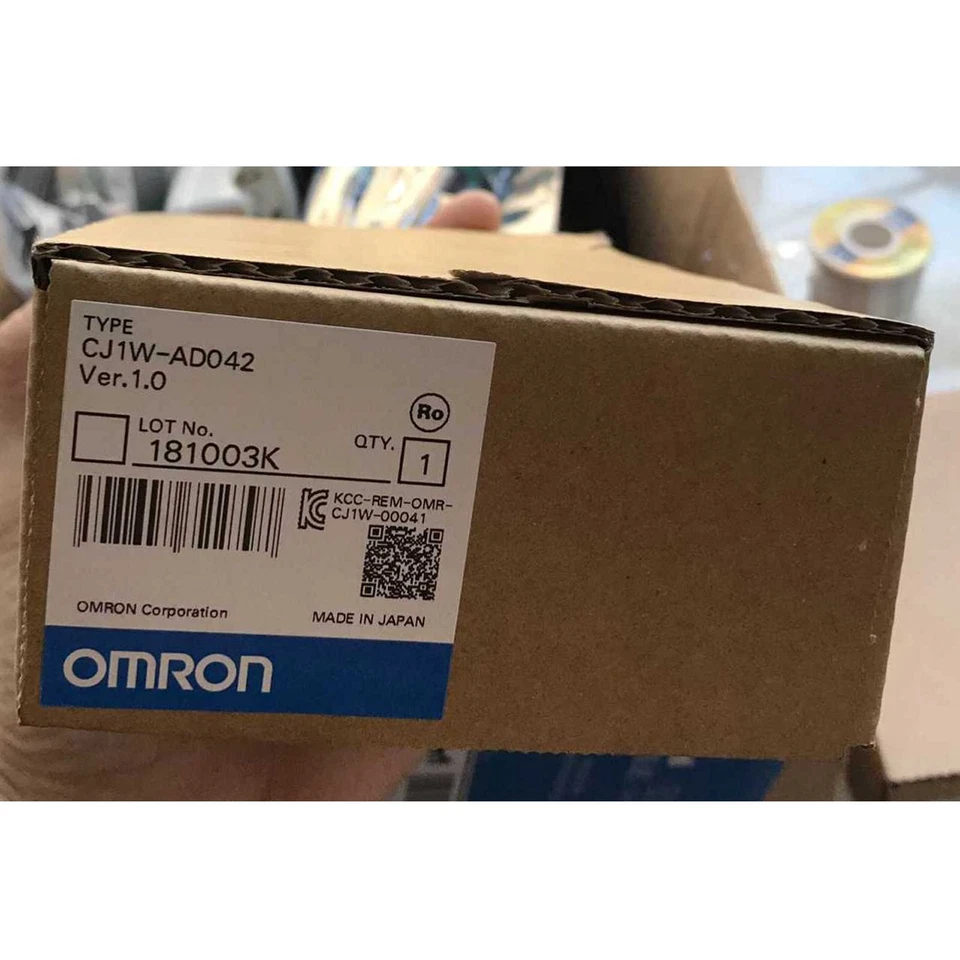 TYPE
CJ1W-AD042
Ver.1.0
Ro
LOT No.
181003K
QTY.
1
KCC-REM-OMR-
CJ1W-00041
OMRON Corporation
MADE IN JAPAN
OMRON